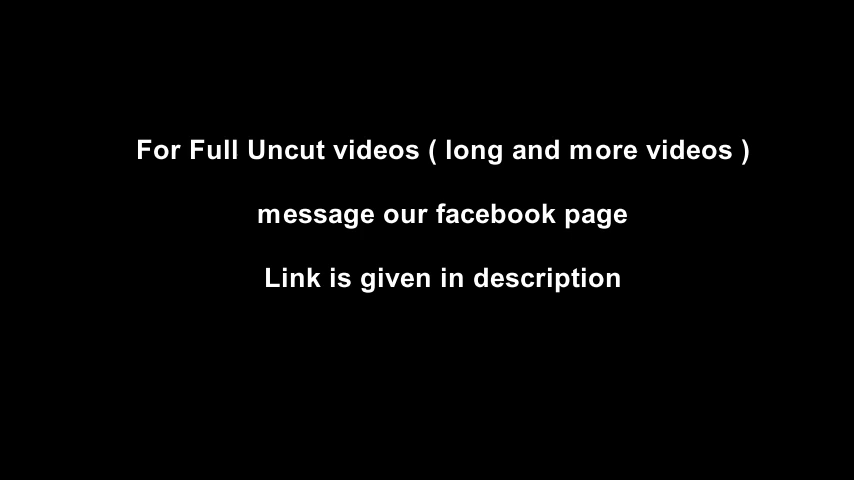 For Full Uncut videos ( long and more videos )
message our facebook page
Link is given in description